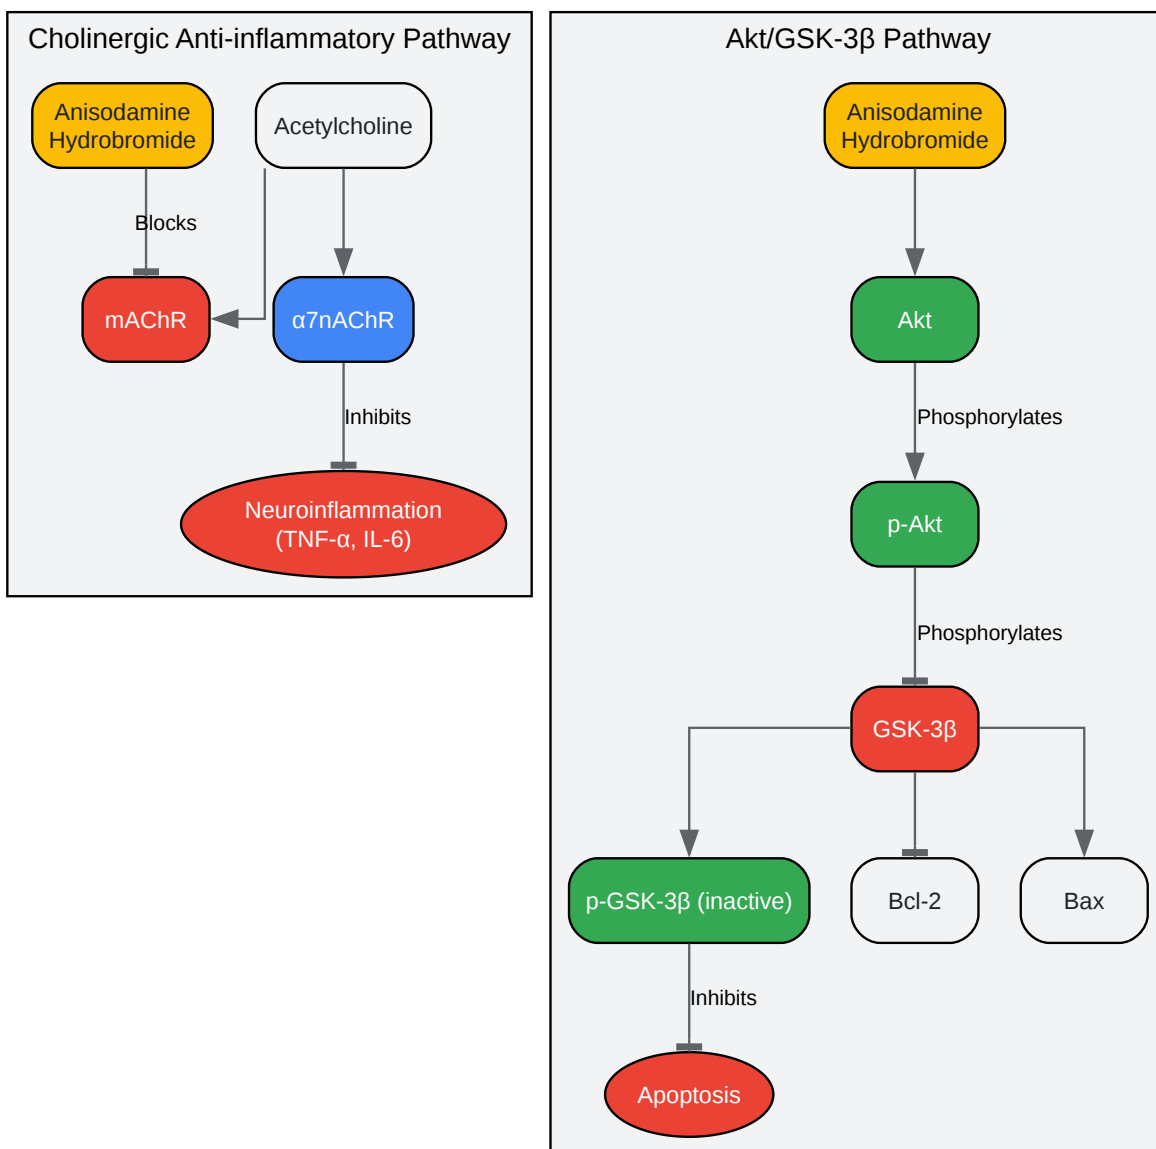 Cholinergic Anti-inflammatory Pathway
Anisodamine
Hydrobromide
Acetylcholine
Blocks
mAChR
α7nAChR
Inhibits
Neuroinflammation
(TNF-α, IL-6)
Akt/GSK-3β Pathway
Anisodamine
Hydrobromide
Akt
Phosphorylates
p-Akt
Phosphorylates
GSK-3β
p-GSK-3β (inactive)
Bcl-2
Bax
Inhibits
Apoptosis